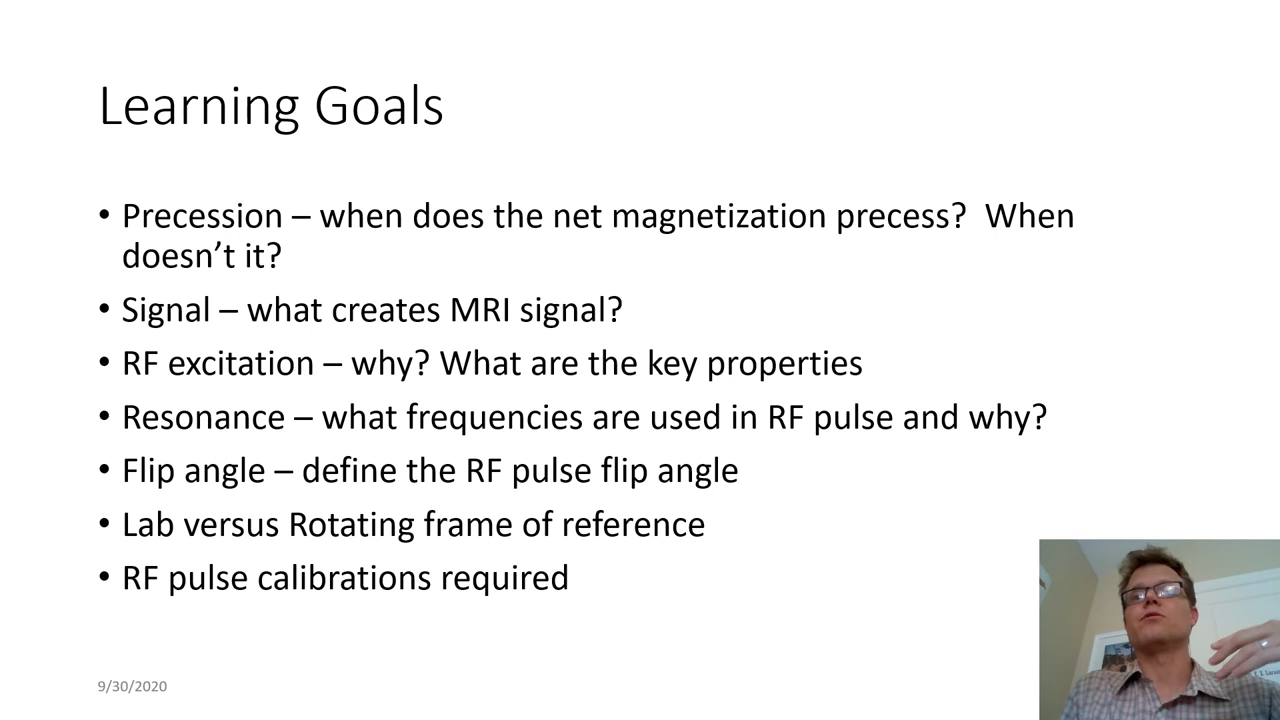 Learning Goals
• Precession – when does the net magnetization precess?  When
doesn’t it?
• Signal – what creates MRI signal?
• RF excitation – why? What are the key properties
• Resonance – what frequencies are used in RF pulse and why?
• Flip angle – define the RF pulse flip angle
• Lab versus Rotating frame of reference
• RF pulse calibrations required
9/30/2020